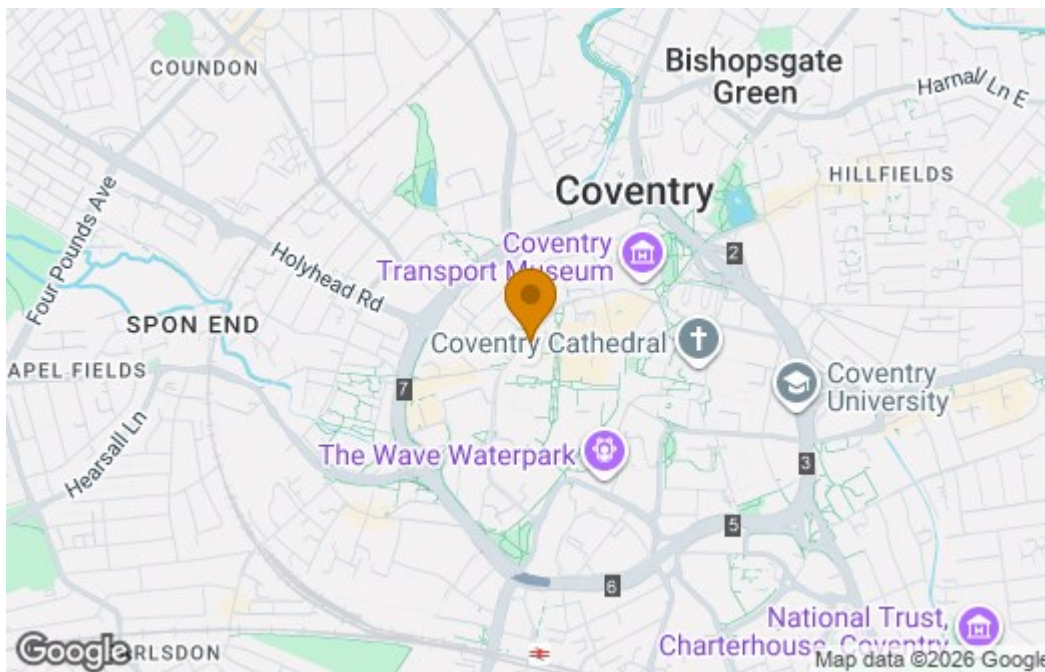 COUNDON
Bishopsgate
Green
Harnal Ln E
HILLFIELDS
Four Pounds Ave
Coventry
Coventry
Transport Museum
2
Holyhead Rd
SPON END
Coventry Cathedral
APEL FIELDS
7
Coventry
University
Hearsall Ln
The Wave Waterpark
3
5
6
National Trust,
Charterhouse, Coventry
Google
ARLSDON
Map data ©2026 Google